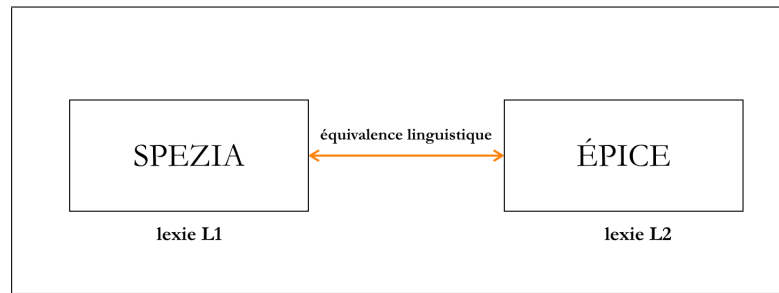 équivalence linguistique
SPEZIA
ÉPICE
lexie L1
lexie L2